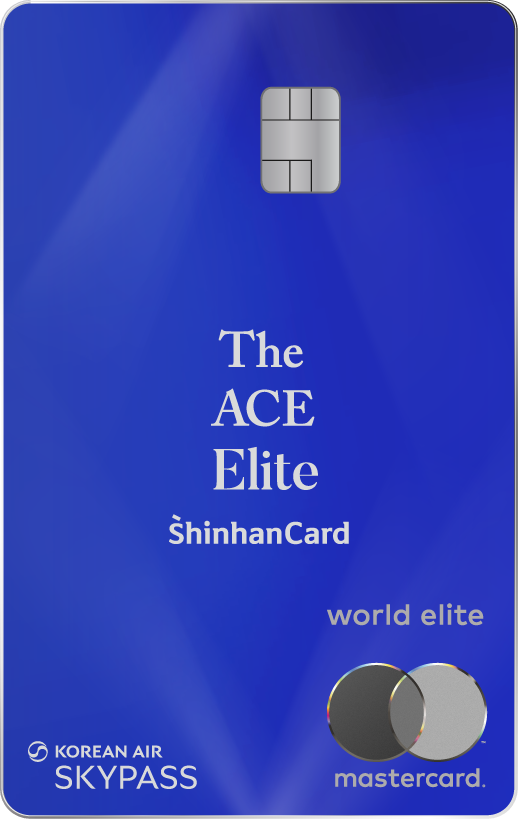 The
ACE
Elite
ShinhanCard
world elite
KOREAN AIR
SKYPASS
mastercard.